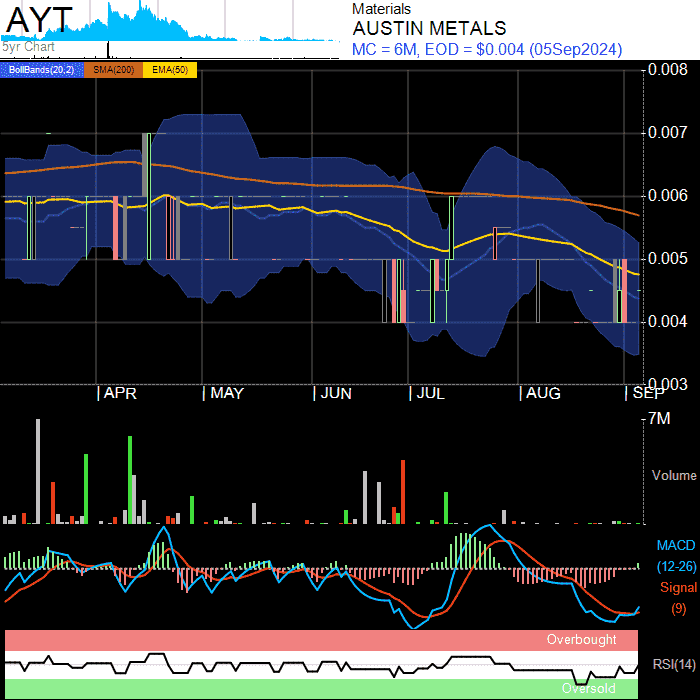 AYT
5yr Chart
Materials
AUSTIN METALS
MC = 6M, EOD = $0.004 (05Sep2024)
BollBands(20,2) SMA(200) EMA(50)
0.008
0.007
0.006
0.005
0.004
0.003
APR MAY JUN JUL AUG SEP
7M
Volume
MACD
(12-26)
Signal
(9)
Overbought
RSI(14)
Oversold